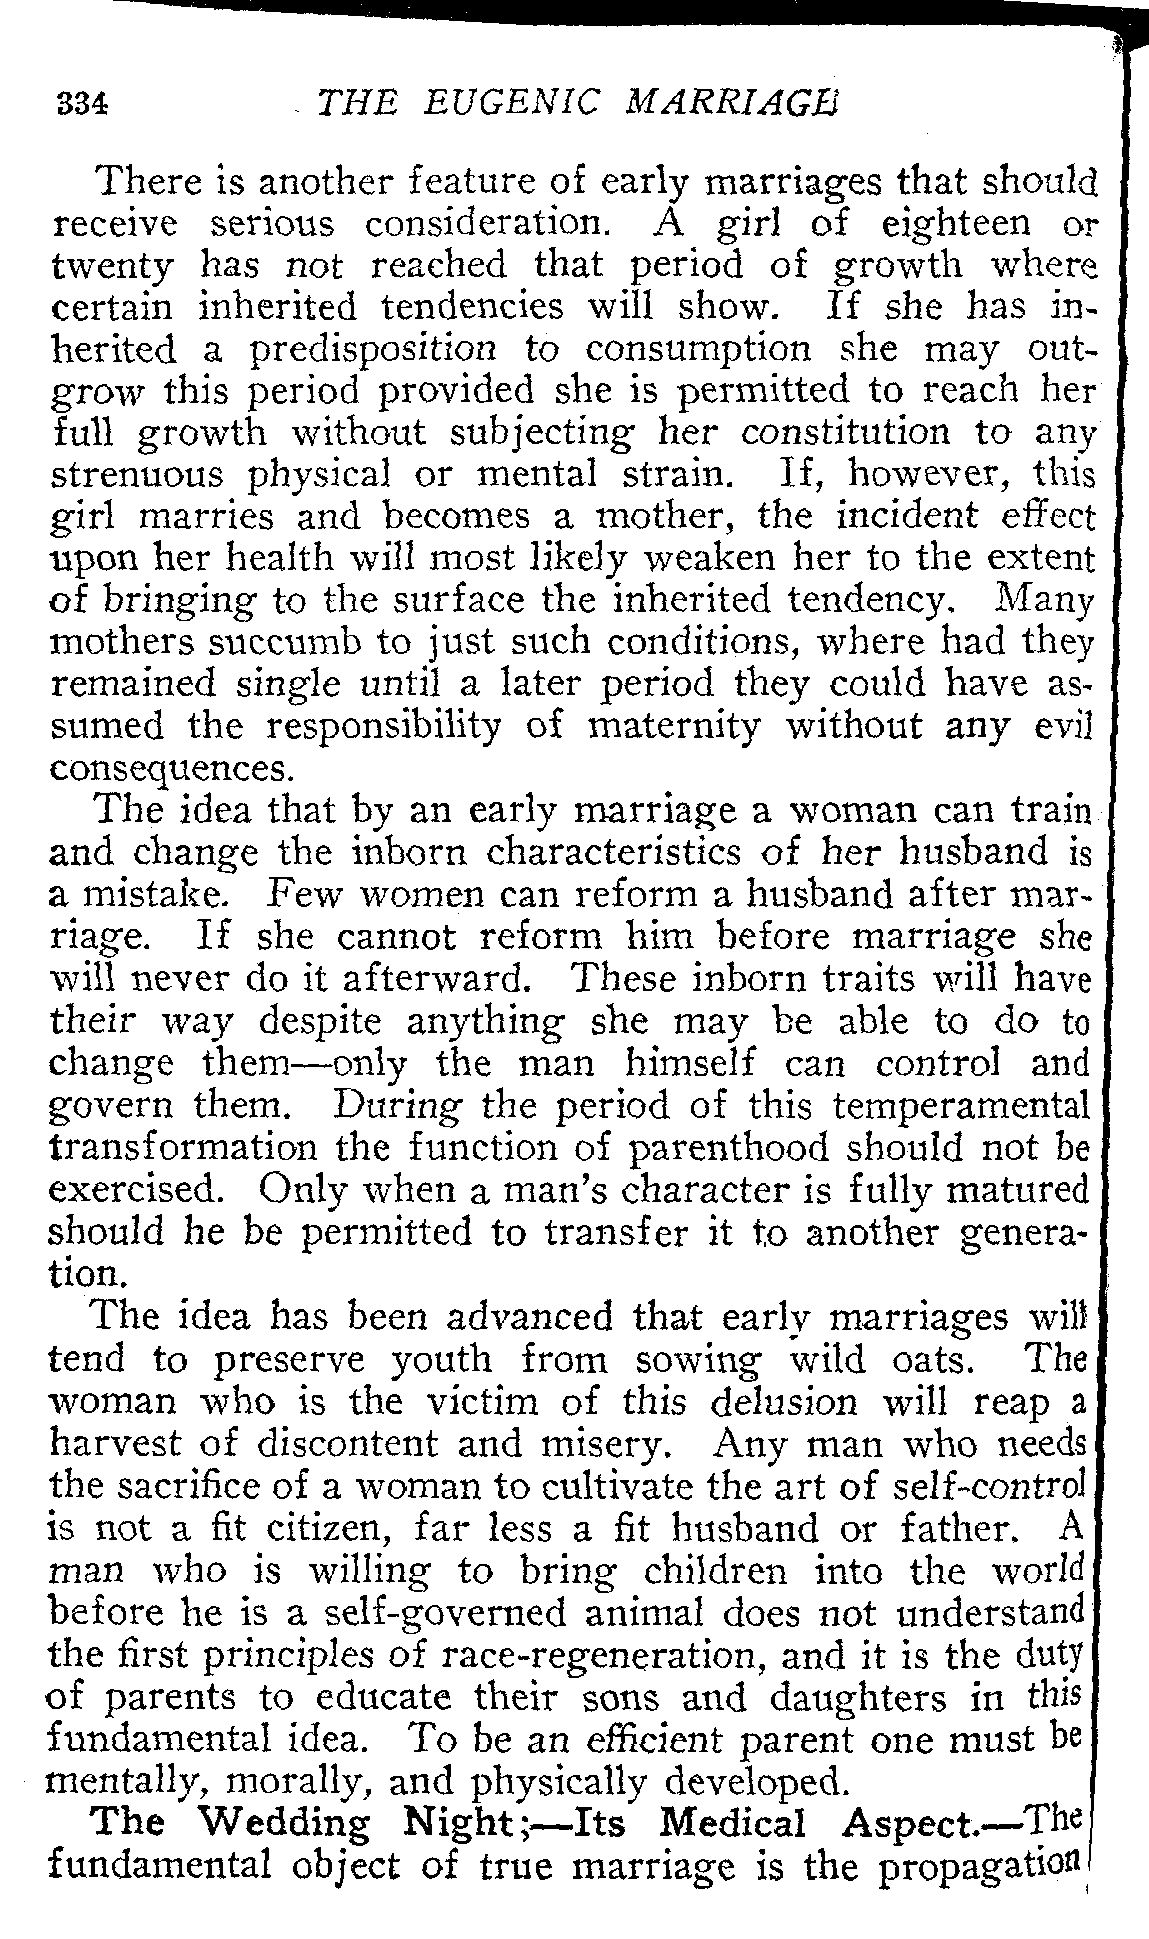 334 THE EUGENIC MARRIAGE
There is another feature of early marriages that should
receive serious consideration. A girl of eighteen or
twenty has not reached that period of growth where
certain inherited tendencies will show. If she has in-
herited a predisposition to consumption she may out-
grow this period provided she is permitted to reach her
full growth without subjecting her constitution to any
strenuous physical or mental strain. If, however, this
girl marries and becomes a mother, the incident effect
upon her health will most likely weaken her to the extent
of bringing to the surface the inherited tendency. Many
mothers succumb to just such conditions, where had they
remained single until a later period they could have as-
sumed the responsibility of maternity without any evil
consequences.
The idea that by an early marriage a woman can train
and change the inborn characteristics of her husband is
a mistake. Few women can reform a husband after mar-
riage. If she cannot reform him before marriage she
will never do it afterward. These inborn traits will have
their way despite anything she may be able to do to
change them—only the man himself can control and
govern them. During the period of this temperamental
transformation the function of parenthood should not be
exercised. Only when a man's character is fully matured
should he be permitted to transfer it to another genera-
tion.
The idea has been advanced that early marriages will
tend to preserve youth from sowing wild oats. The
woman who is the victim of this delusion will reap a
harvest of discontent and misery. Any man who needs
the sacrifice of a woman to cultivate the art of self-control
is not a fit citizen, far less a fit husband or father. A
man who is willing to bring children into the world
before he is a self-governed animal does not understand
the first principles of race-regeneration, and it is the duty
of parents to educate their sons and daughters in this
fundamental idea. To be an efficient parent one must be
mentally, morally, and physically developed.
The Wedding Night;—Its Medical Aspect.—The
fundamental object of true marriage is the propagation